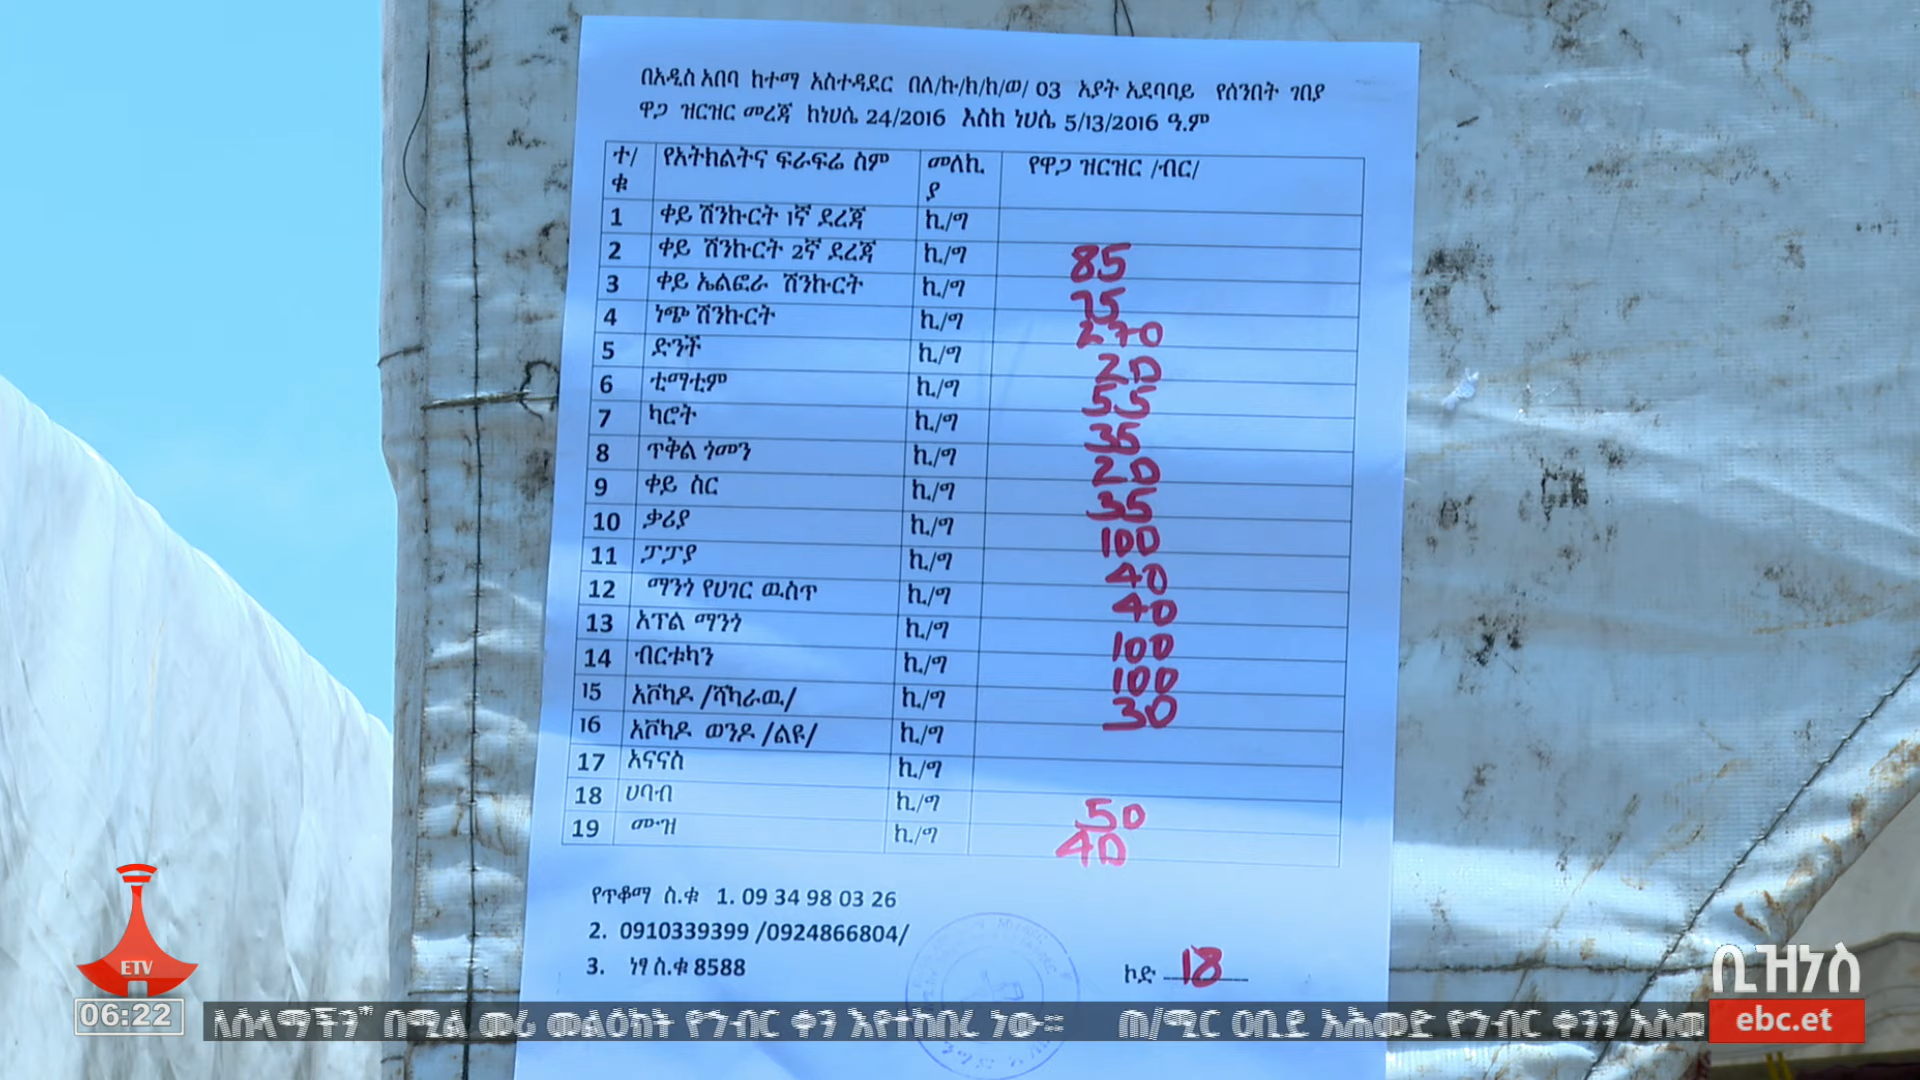 በአዲስ አበባ ከተማ አስተዳደር በለ/ኩ/ክ/ከ/ወ/ 03 አያት አደባባይ የሰንበት ገበያ
ዋጋ ዝርዝር መረጃ ከነሀሴ 24/2016 እስከ ነሀሴ 5/13/2016 ዓ.ም
ተ/ቁ የአትክልትና ፍራፍሬ ስም መለኪያ የዋጋ ዝርዝር /ብር/
1 ቀይ ሽንኩርት 1ኛ ደረጃ ኪ/ግ
2 ቀይ ሽንኩርት 2ኛ ደረጃ ኪ/ግ 85
3 ቀይ ኤልፎራ ሽንኩርት ኪ/ግ 75
4 ነጭ ሽንኩርት ኪ/ግ 270
5 ድንች ኪ/ግ 20
6 ቲማቲም ኪ/ግ 55
7 ካሮት ኪ/ግ 35
8 ጥቅል ጎመን ኪ/ግ 20
9 ቀይ ስር ኪ/ግ 35
10 ቃሪያ ኪ/ግ 100
11 ፓፓያ ኪ/ግ 40
12 ማንጎ የሀገር ዉስጥ ኪ/ግ 40
13 አፕል ማንጎ ኪ/ግ 100
14 ብርቱካን ኪ/ግ 100
15 አቮካዶ /ሻካራዉ/ ኪ/ግ 30
16 አቮካዶ ወንዶ /ልዩ/ ኪ/ግ
17 አናናስ ኪ/ግ
18 ሀባብ ኪ/ግ 50
19 ሙዝ ኪ/ግ 40
የጥቆማ ስ.ቁ 1. 09 34 98 03 26
2. 0910339399 /0924866804/
3. ነፃ ስ.ቁ 8588
ኮድ 18
ETV
06:22
ቢዝነስ
ebc.et